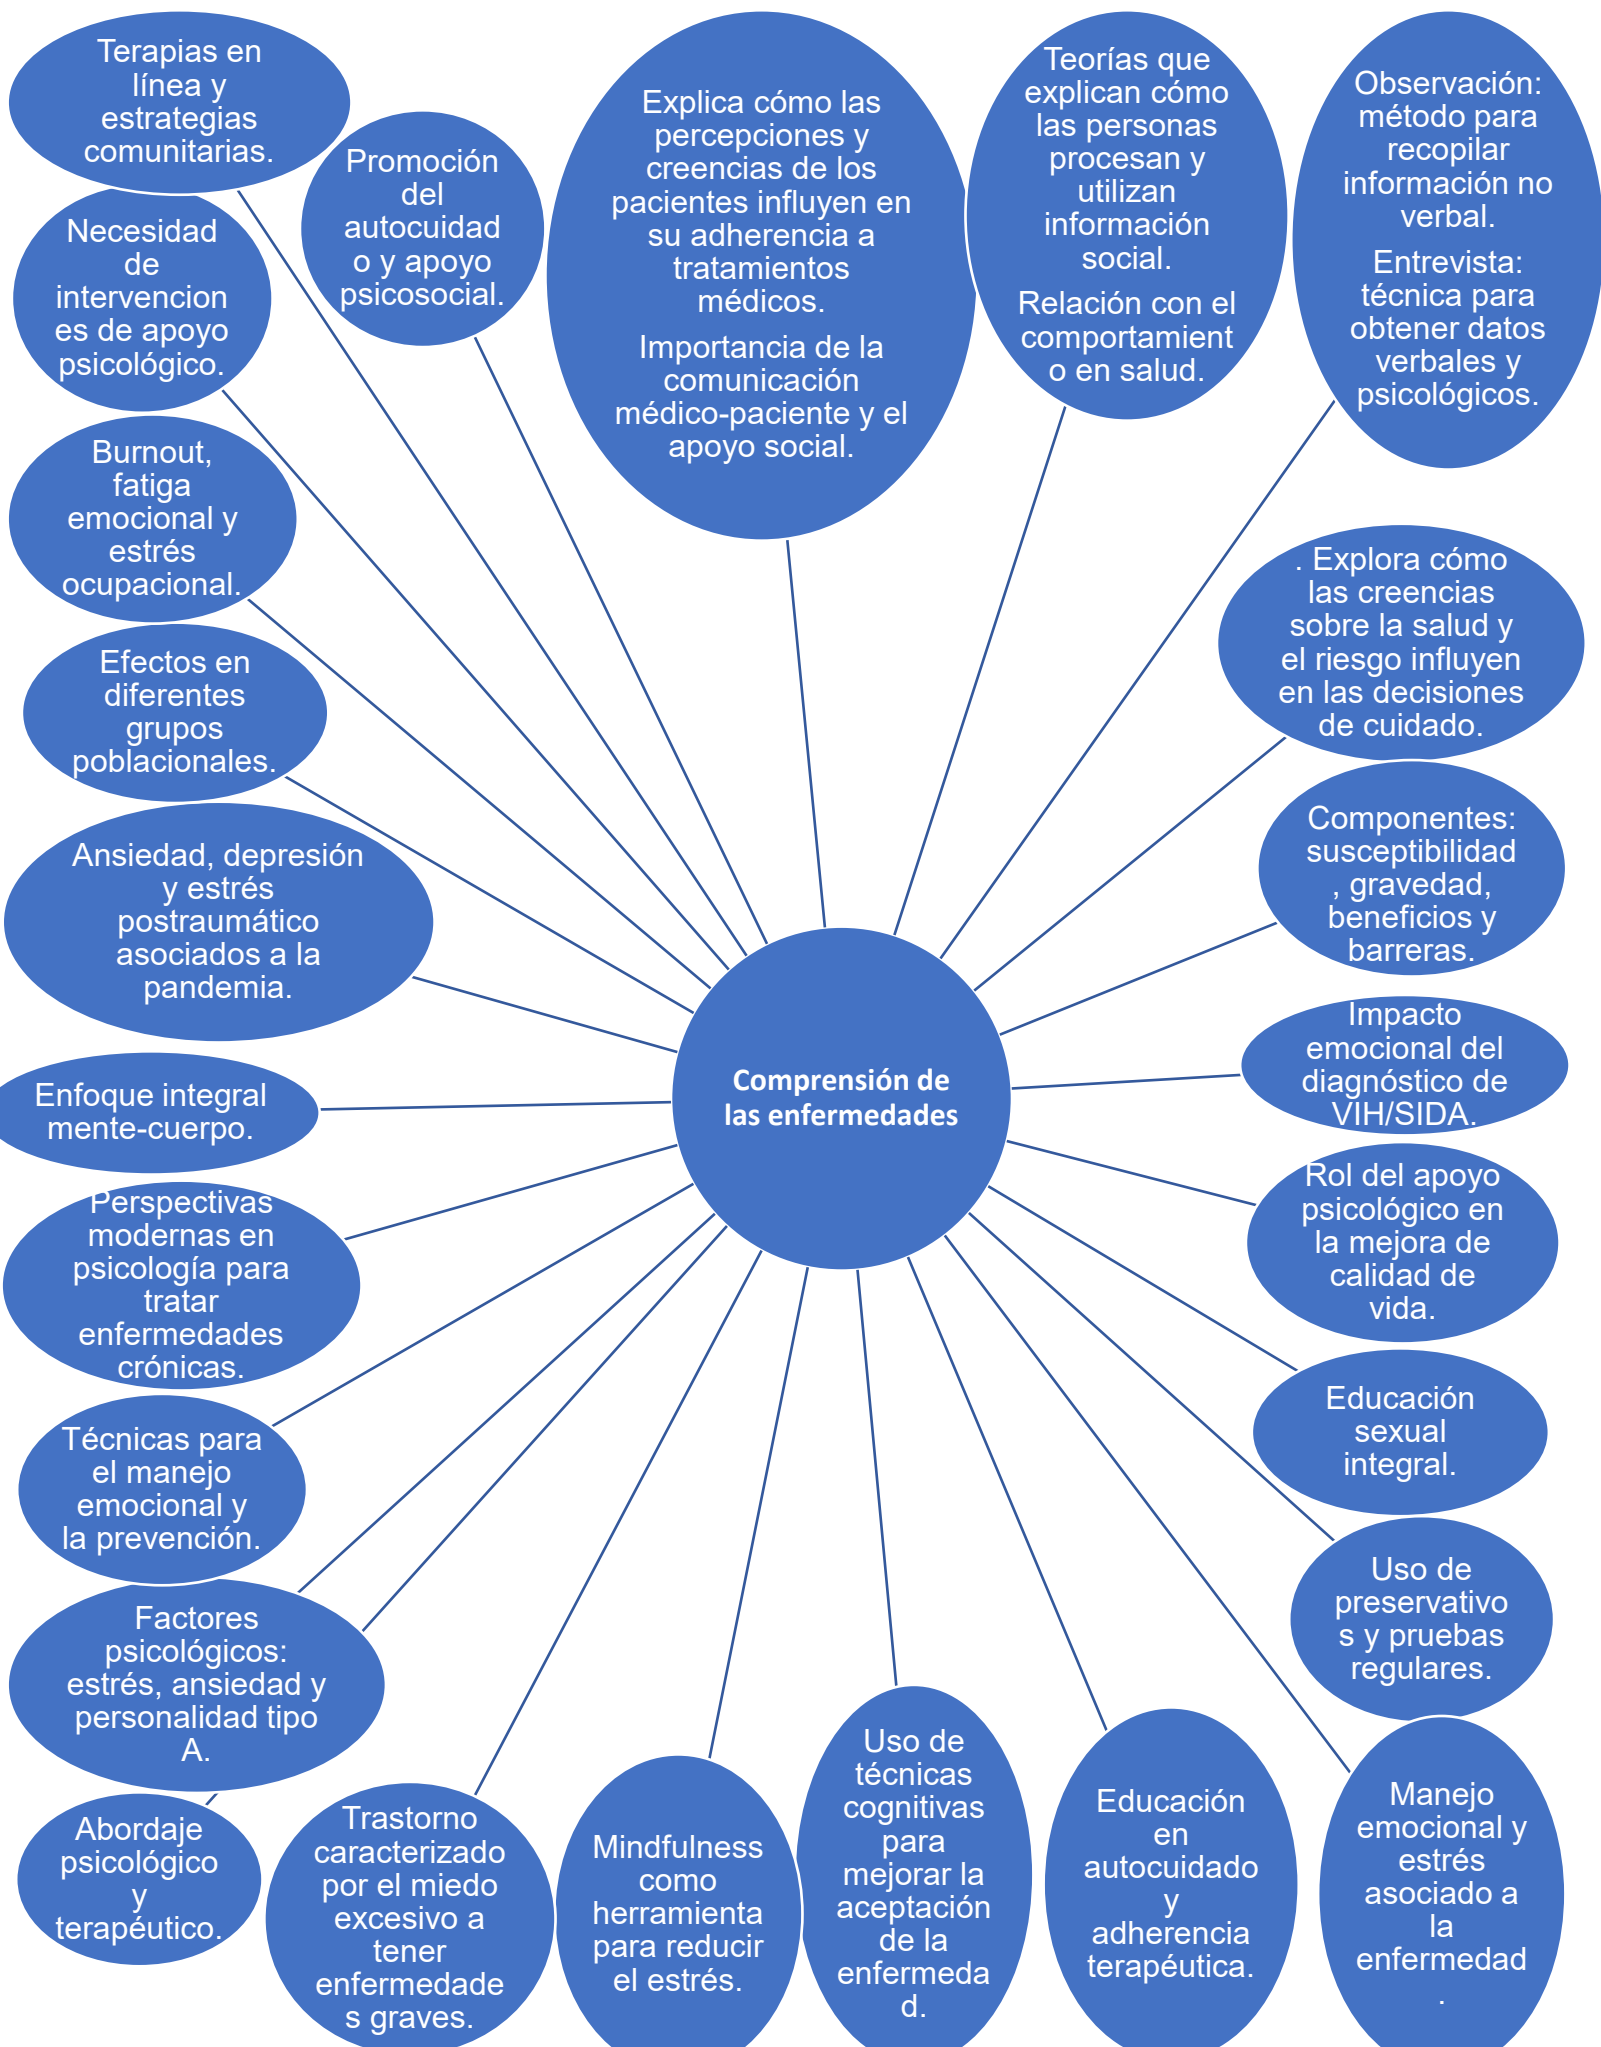 Terapias en
línea y
estrategias
comunitarias.
Promoción
del
autocuidad
o y apoyo
psicosocial.
Explica cómo las
percepciones y
creencias de los
pacientes influyen en
su adherencia a
tratamientos
médicos.
Importancia de la
comunicación
médico-paciente y el
apoyo social.
Teorías que
explican cómo
las personas
procesan y
utilizan
información
social.
Relación con el
comportamient
o en salud.
Observación:
método para
recopilar
información no
verbal.
Entrevista:
técnica para
obtener datos
verbales y
psicológicos.
Necesidad
de
intervencion
es de apoyo
psicológico.
Burnout,
fatiga
emocional y
estrés
ocupacional.
. Explora cómo
las creencias
sobre la salud y
el riesgo influyen
en las decisiones
de cuidado.
Efectos en
diferentes
grupos
poblacionales.
Componentes:
susceptibilidad
, gravedad,
beneficios y
barreras.
Ansiedad, depresión
y estrés
postraumático
asociados a la
pandemia.
Impacto
emocional del
diagnóstico de
VIH/SIDA.
Comprensión de
las enfermedades
Enfoque integral
mente-cuerpo.
Rol del apoyo
psicológico en
la mejora de
calidad de
vida.
Perspectivas
modernas en
psicología para
tratar
enfermedades
crónicas.
Educación
sexual
integral.
Técnicas para
el manejo
emocional y
la prevención.
Uso de
preservativo
s y pruebas
regulares.
Factores
psicológicos:
estrés, ansiedad y
personalidad tipo
A.
Abordaje
psicológico
y
terapéutico.
Trastorno
caracterizado
por el miedo
excesivo a
tener
enfermedade
s graves.
Mindfulness
como
herramienta
para reducir
el estrés.
Uso de
técnicas
cognitivas
para
mejorar la
aceptación
de la
enfermeda
d.
Educación
en
autocuidado
y
adherencia
terapéutica.
Manejo
emocional y
estrés
asociado a
la
enfermedad
.